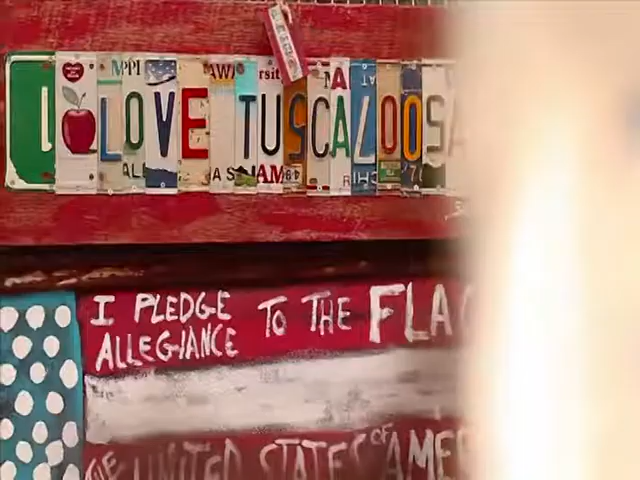 I LOVE TUSCALOOSA
I PLEDGE
ALLEGIANCE TO THE FLAG
THE UNITED STATES OF AMER